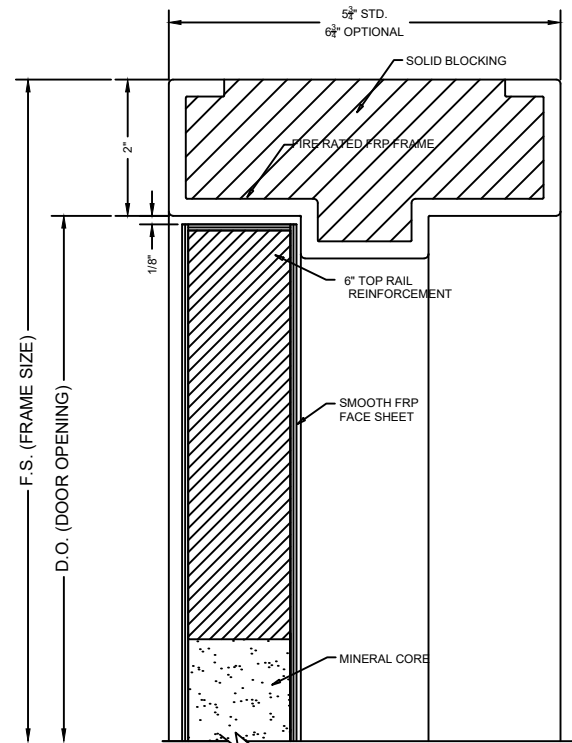 5¾" STD.
6¾" OPTIONAL
SOLID BLOCKING
2"
FIRE RATED FRP FRAME
1/8"
6" TOP RAIL
REINFORCEMENT
SMOOTH FRP
FACE SHEET
F.S. (FRAME SIZE)
D.O. (DOOR OPENING)
MINERAL CORE